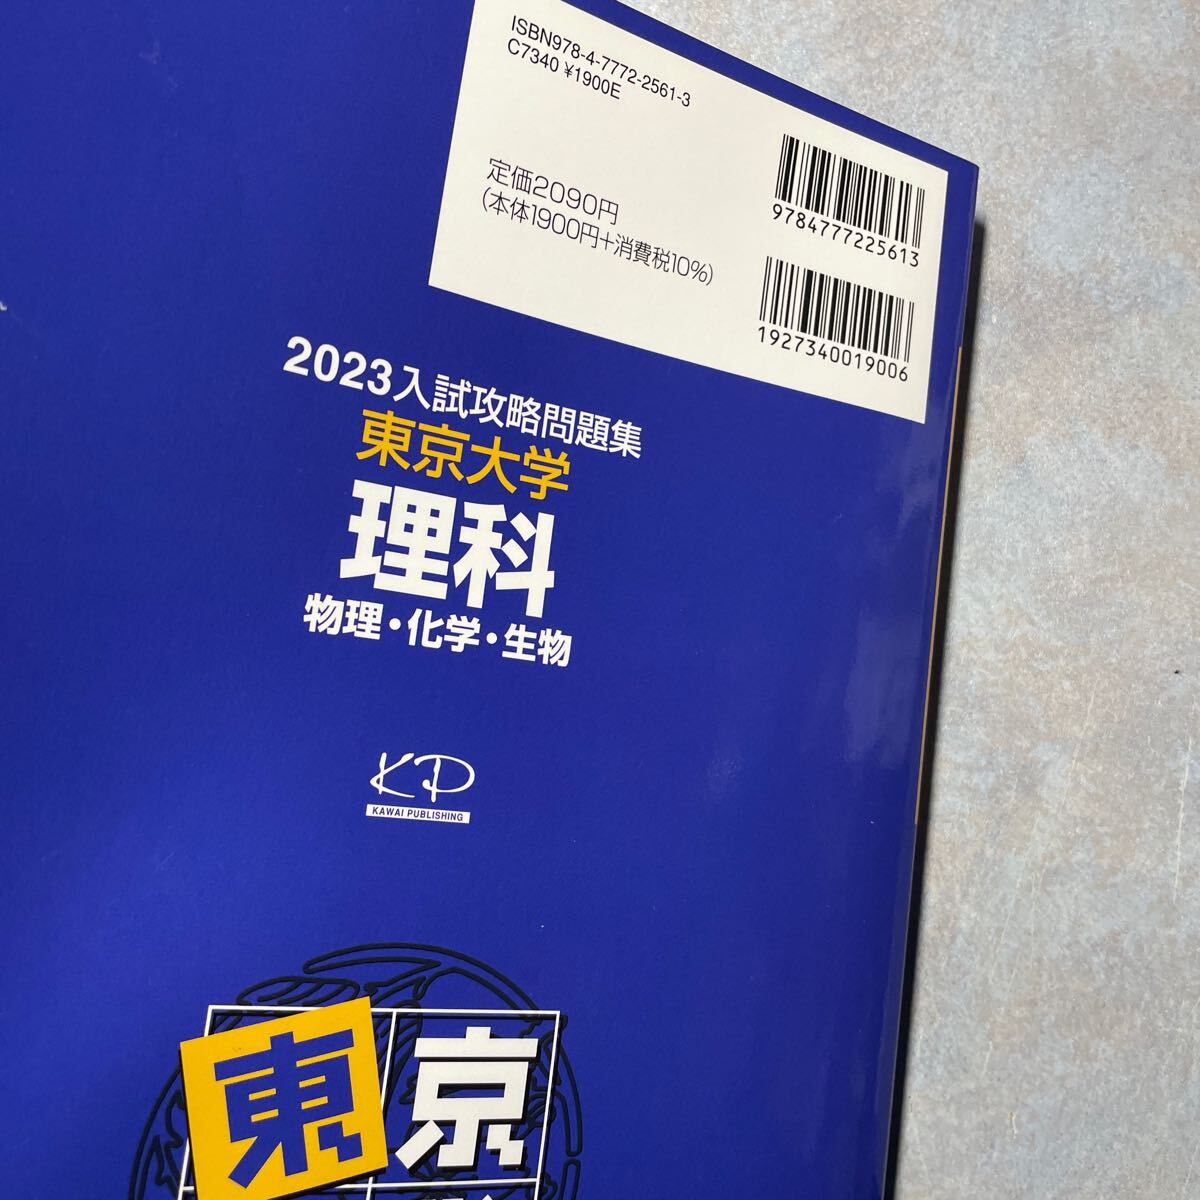 ISBN978-4-7772-2561-3
C7340 ¥1900E
定価2090円
(本体1900円+消費税10%)
9784777225613
1927340019006
2023入試攻略問題集
東京大学
理科
物理・化学・生物
KP
KAWAI PUBLISHING
東京